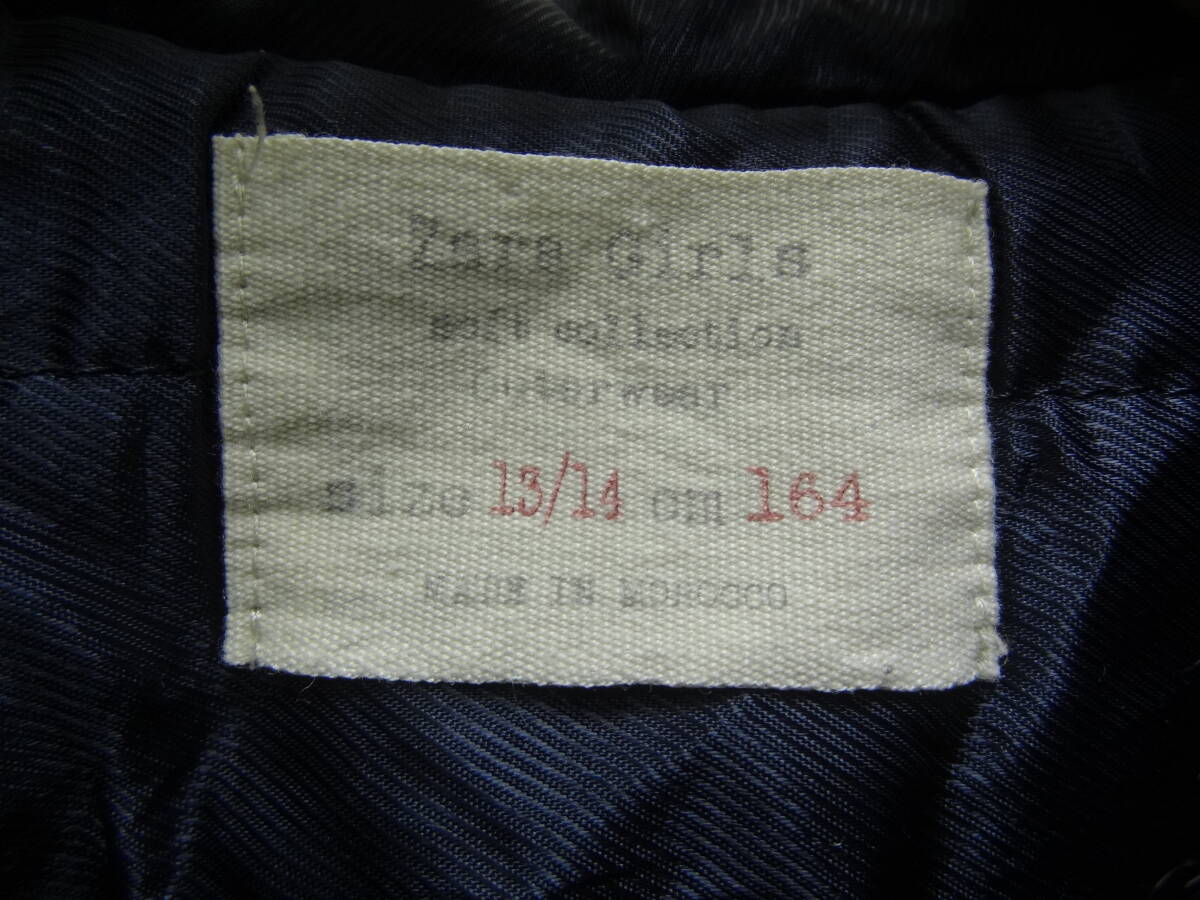 Zara Girls
soft collection
outerwear
size 13/14 cm 164
MADE IN MOROCCO